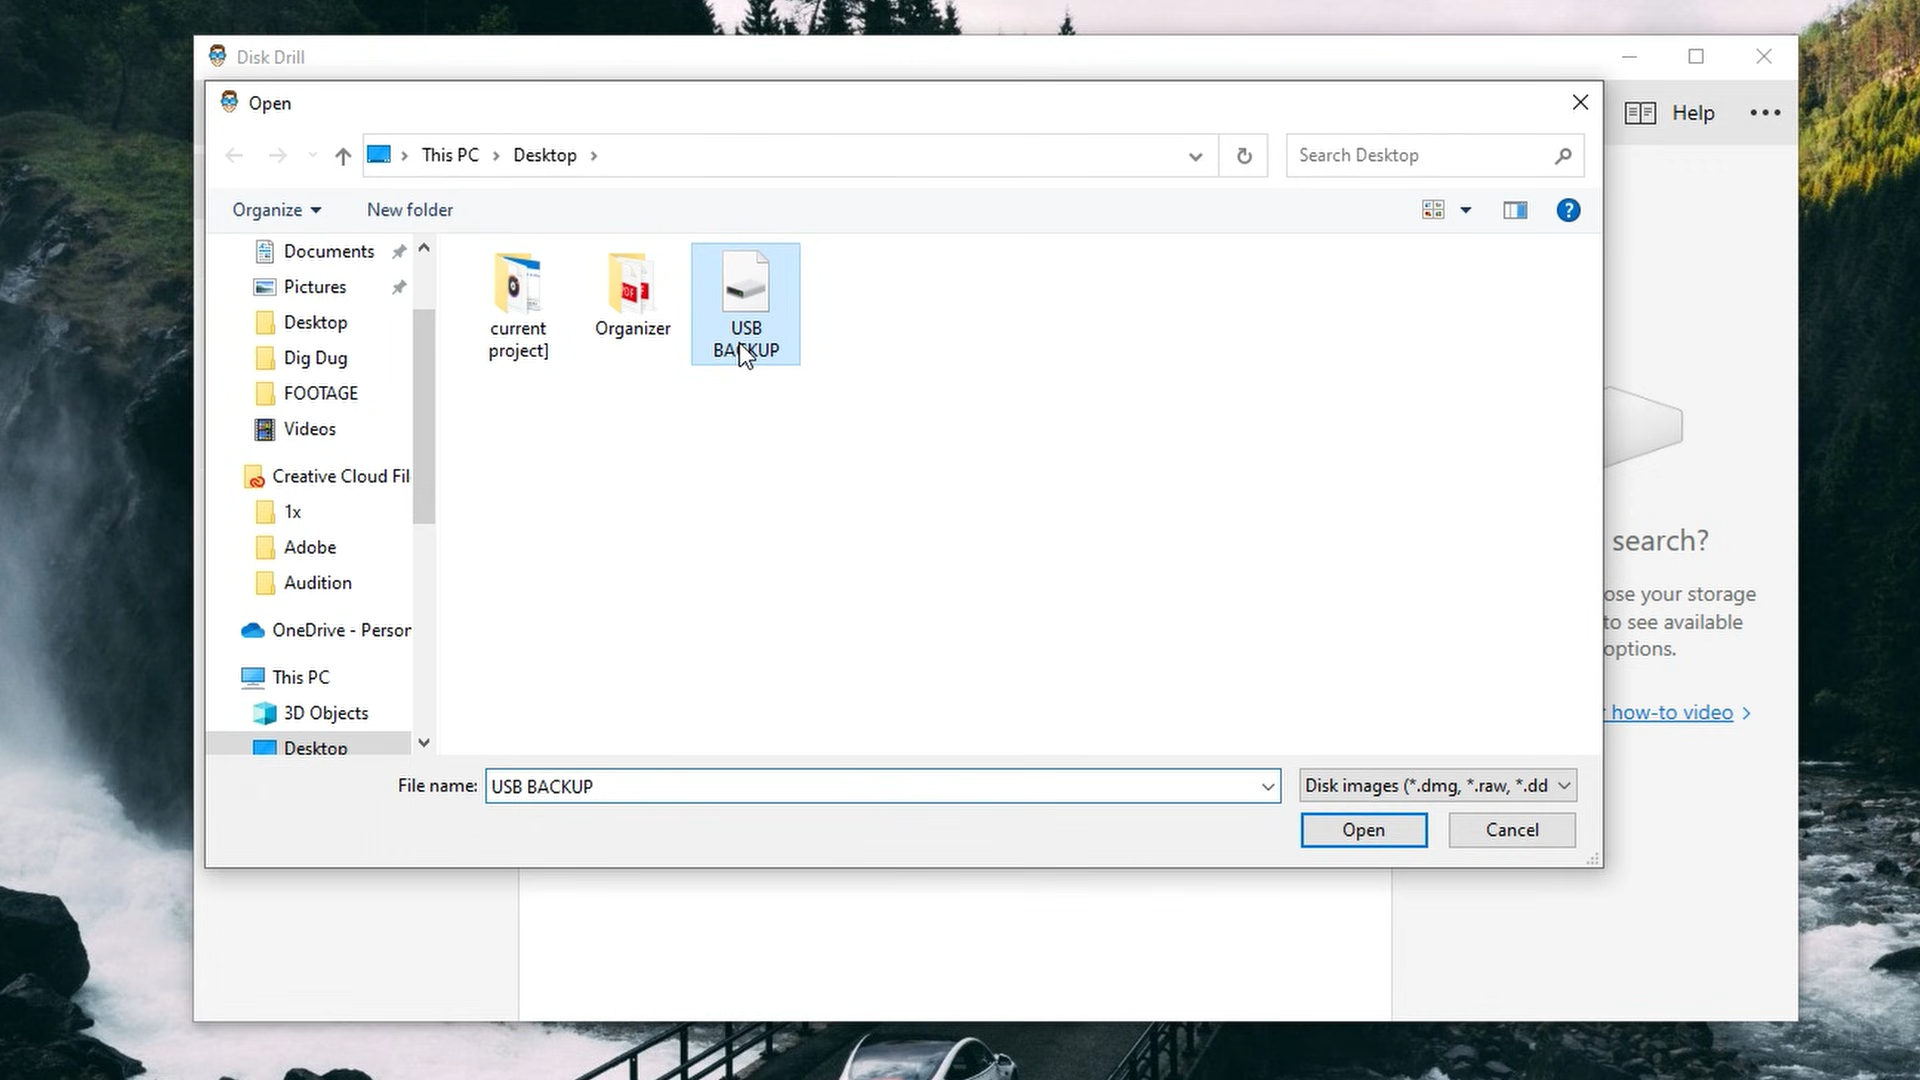 Disk Drill
Open
Help
This PC
Desktop
Search Desktop
Organize
New folder
Documents
Pictures
Desktop
Dig Dug
FOOTAGE
Videos
Creative Cloud Fil
1x
Adobe
Audition
OneDrive - Person
This PC
3D Objects
Desktop
current
project]
Organizer
USB
BACKUP
search?
ose your storage
to see available
options.
how-to video
File name:
USB BACKUP
Disk images (*.dmg, *.raw, *.dd
Open
Cancel